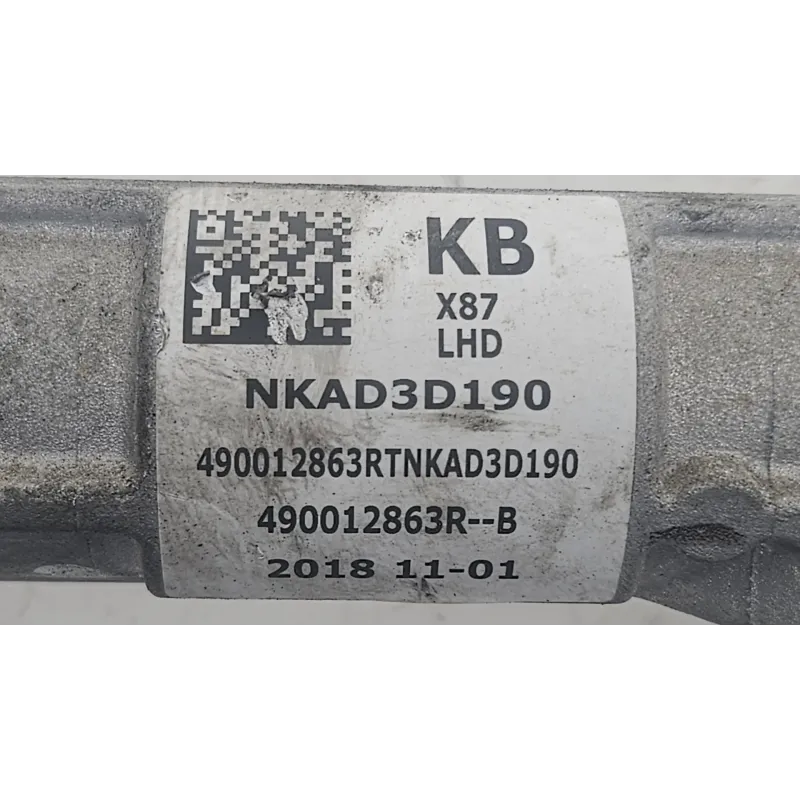 KB
X87
LHD
NKAD3D190
490012863RTNKAD3D190
490012863R--B
2018 11-01